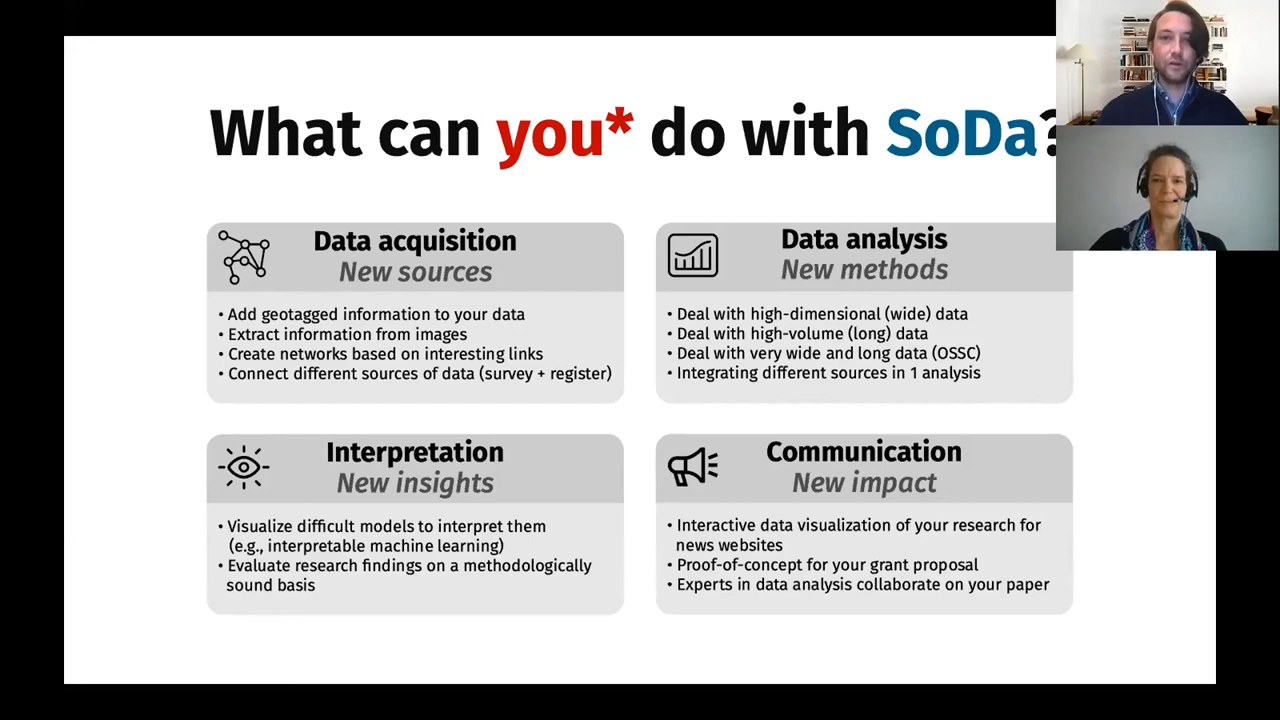 What can you* do with SoDa?
Data acquisition
New sources
• Add geotagged information to your data
• Extract information from images
• Create networks based on interesting links
• Connect different sources of data (survey + register)
Data analysis
New methods
• Deal with high-dimensional (wide) data
• Deal with high-volume (long) data
• Deal with very wide and long data (OSSC)
• Integrating different sources in 1 analysis
Interpretation
New insights
• Visualize difficult models to interpret them
(e.g., interpretable machine learning)
• Evaluate research findings on a methodologically
sound basis
Communication
New impact
• Interactive data visualization of your research for
news websites
• Proof-of-concept for your grant proposal
• Experts in data analysis collaborate on your paper